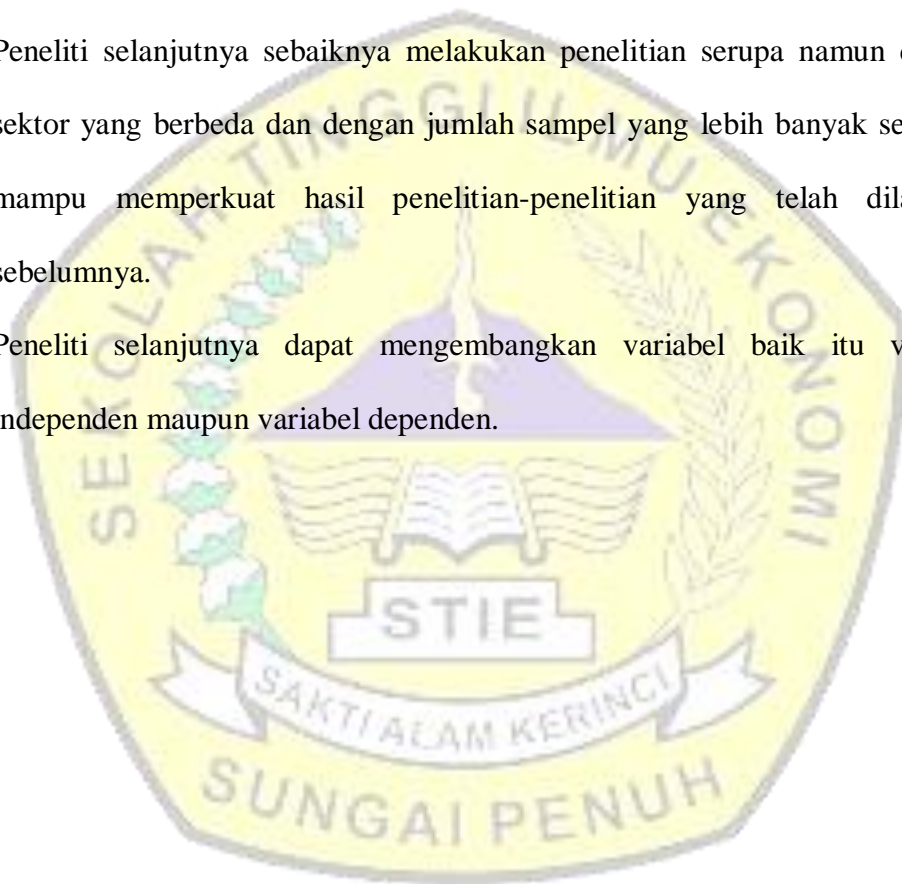 Peneliti selanjutnya sebaiknya melakukan penelitian serupa namun
sektor yang berbeda dan dengan jumlah sampel yang lebih banyak se
mampu memperkuat hasil penelitian-penelitian yang telah dila
sebelumnya.
Peneliti selanjutnya dapat mengembangkan variabel baik itu v
independen maupun variabel dependen.
SEKOLAH TINGGI ILMU EKONOMI
STIE
SAKTI ALAM KERINCI
SUNGAI PENUH